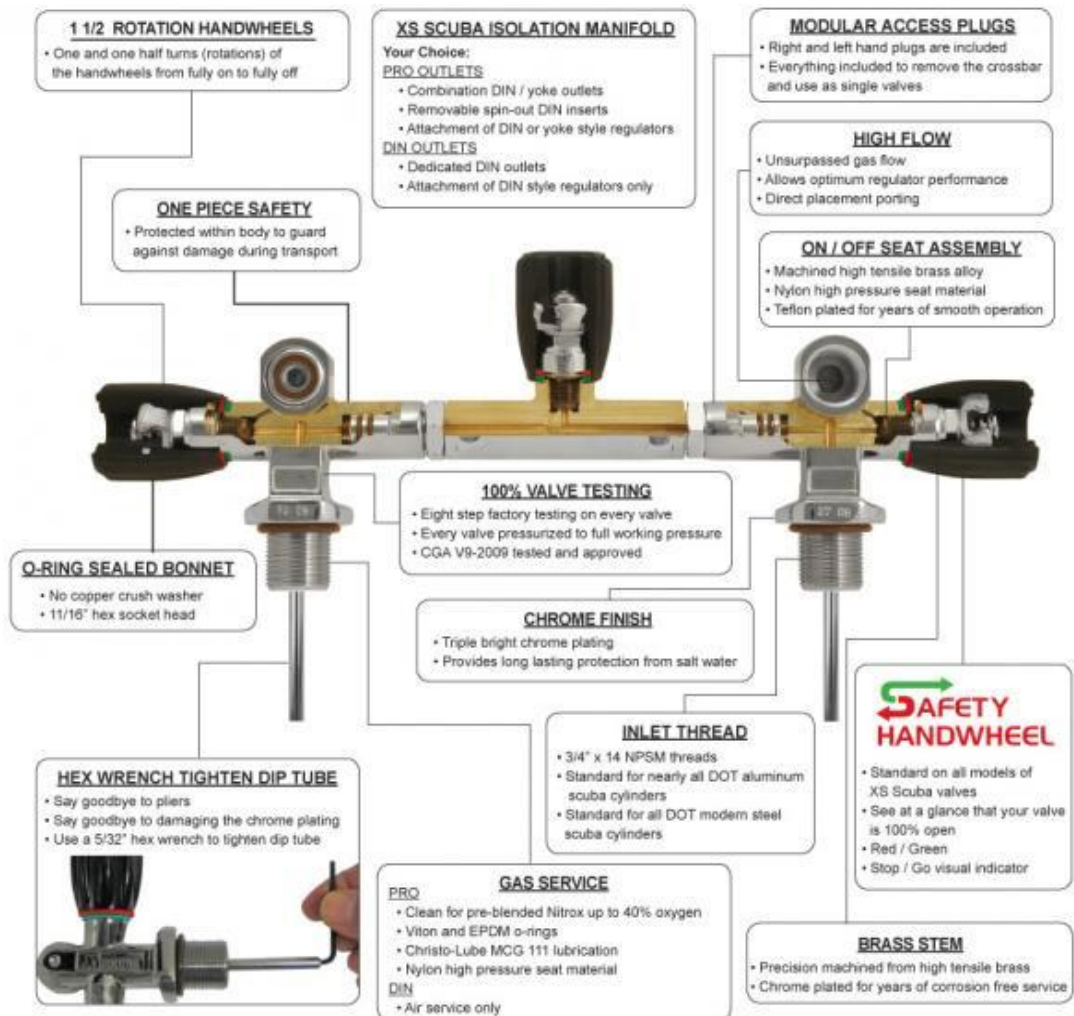 1 1/2 ROTATION HANDWHEELS
• One and one half turns (rotations) of
the handwheels from fully on to fully off
XS SCUBA ISOLATION MANIFOLD
Your Choice:
PRO OUTLETS
• Combination DIN / yoke outlets
• Removable spin-out DIN inserts
• Attachment of DIN or yoke style regulators
DIN OUTLETS
• Dedicated DIN outlets
• Attachment of DIN style regulators only
MODULAR ACCESS PLUGS
• Right and left hand plugs are included
• Everything included to remove the crossbar
and use as single valves
HIGH FLOW
• Unsurpassed gas flow
• Allows optimum regulator performance
• Direct placement porting
ONE PIECE SAFETY
• Protected within body to guard
against damage during transport
ON / OFF SEAT ASSEMBLY
• Machined high tensile brass alloy
• Nylon high pressure seat material
• Teflon plated for years of smooth operation
100% VALVE TESTING
• Eight step factory testing on every valve
• Every valve pressurized to full working pressure
• CGA V9-2009 tested and approved
O-RING SEALED BONNET
• No copper crush washer
• 11/16" hex socket head
CHROME FINISH
• Triple bright chrome plating
• Provides long lasting protection from salt water
INLET THREAD
• 3/4" x 14 NPSM threads
• Standard for nearly all DOT aluminum
scuba cylinders
• Standard for all DOT modern steel
scuba cylinders
SAFETY
HANDWHEEL
• Standard on all models of
XS Scuba valves
• See at a glance that your valve
is 100% open
• Red / Green
• Stop / Go visual indicator
HEX WRENCH TIGHTEN DIP TUBE
• Say goodbye to pliers
• Say goodbye to damaging the chrome plating
• Use a 5/32" hex wrench to tighten dip tube
GAS SERVICE
PRO
• Clean for pre-blended Nitrox up to 40% oxygen
• Viton and EPDM o-rings
• Christo-Lube MCG 111 lubrication
• Nylon high pressure seat material
DIN
• Air service only
BRASS STEM
• Precision machined from high tensile brass
• Chrome plated for years of corrosion free service